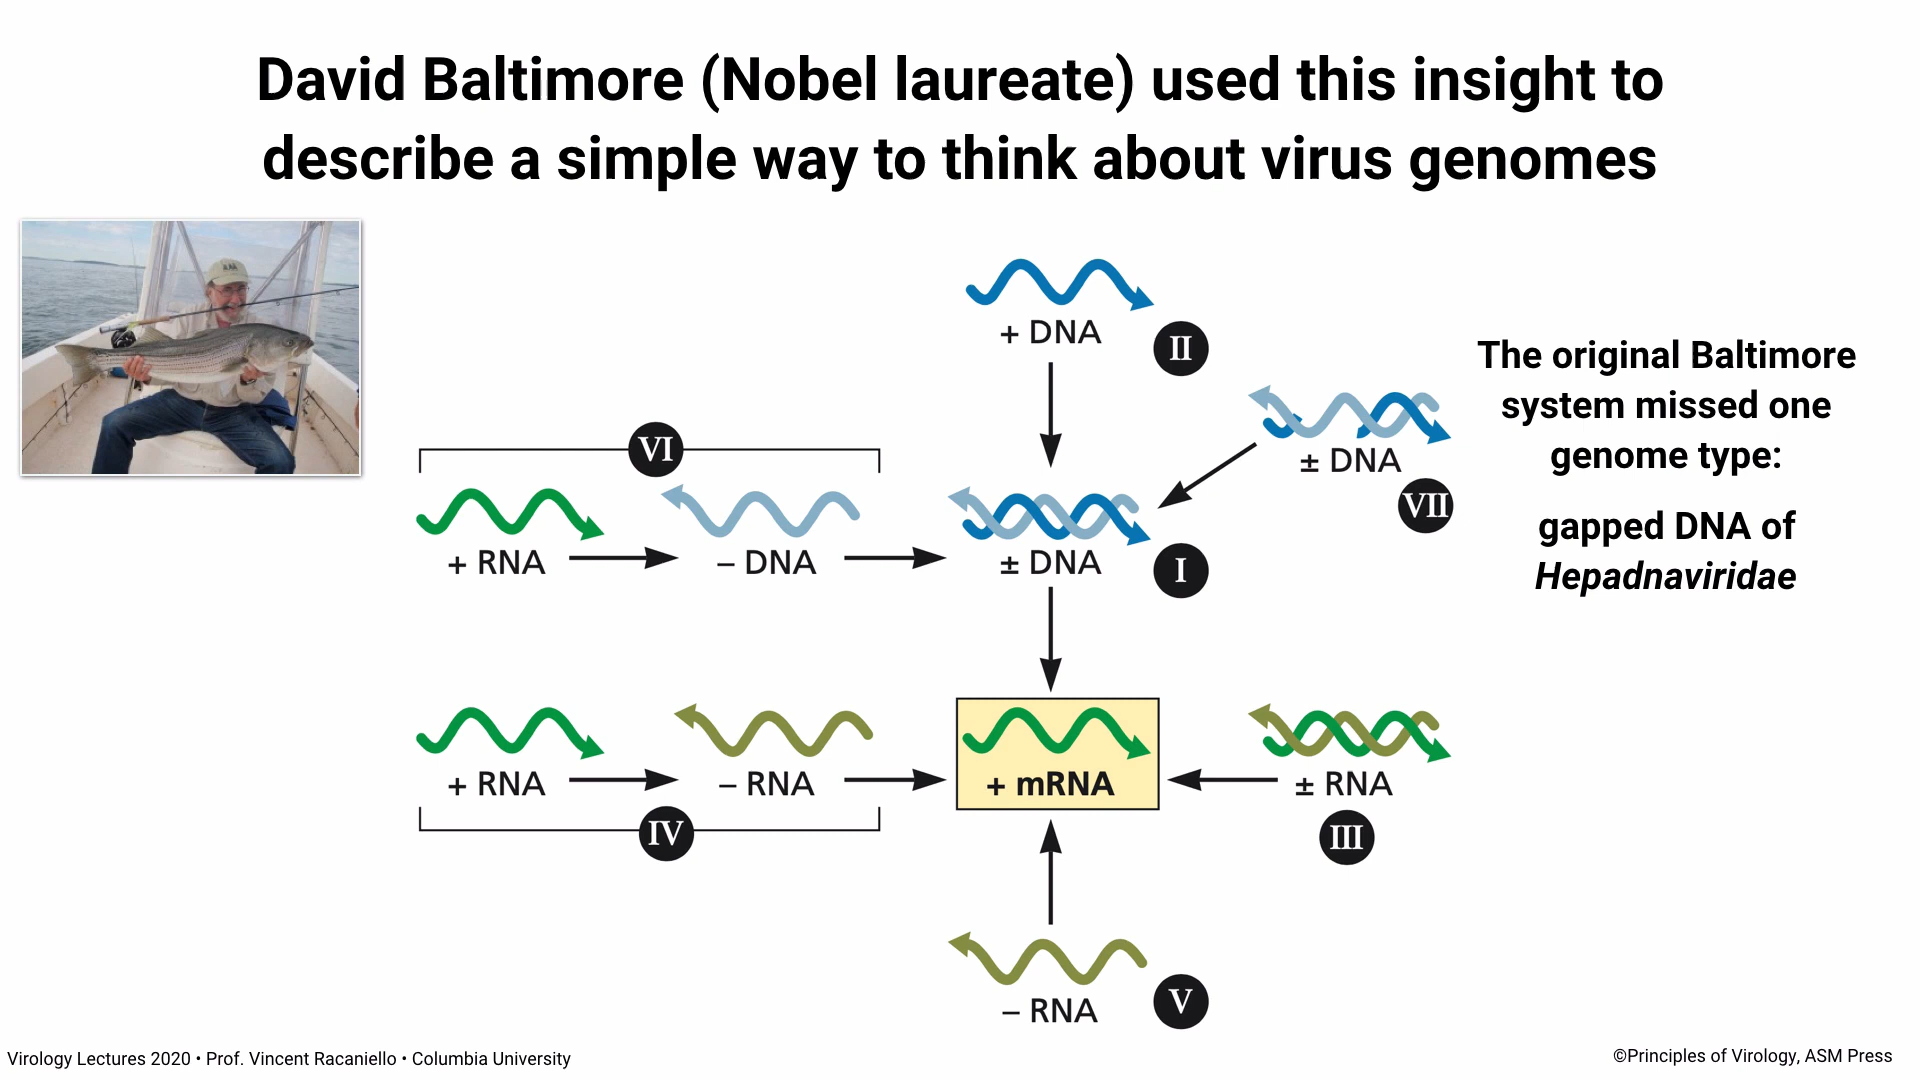 David Baltimore (Nobel laureate) used this insight to
describe a simple way to think about virus genomes
+ DNA
II
The original Baltimore
system missed one
genome type:
gapped DNA of
Hepadnaviridae
± DNA
VII
VI
+ RNA
– DNA
± DNA
I
+ RNA
– RNA
+ mRNA
± RNA
IV
III
– RNA
V
Virology Lectures 2020 • Prof. Vincent Racaniello • Columbia University
©Principles of Virology, ASM Press